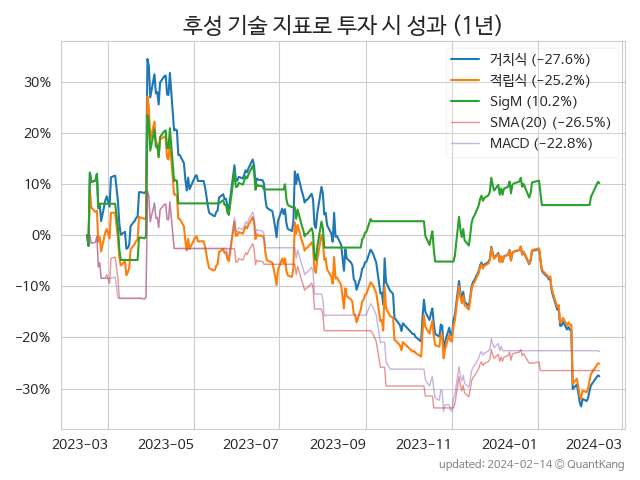 후성 기술 지표로 투자 시 성과 (1년)
거치식 (−27.6%)
적립식 (−25.2%)
SigM (10.2%)
SMA(20) (−26.5%)
MACD (−22.8%)
30%
20%
10%
0%
−10%
−20%
−30%
2023-03 2023-05 2023-07 2023-09 2023-11 2024-01 2024-03
updated: 2024-02-14 © QuantKang